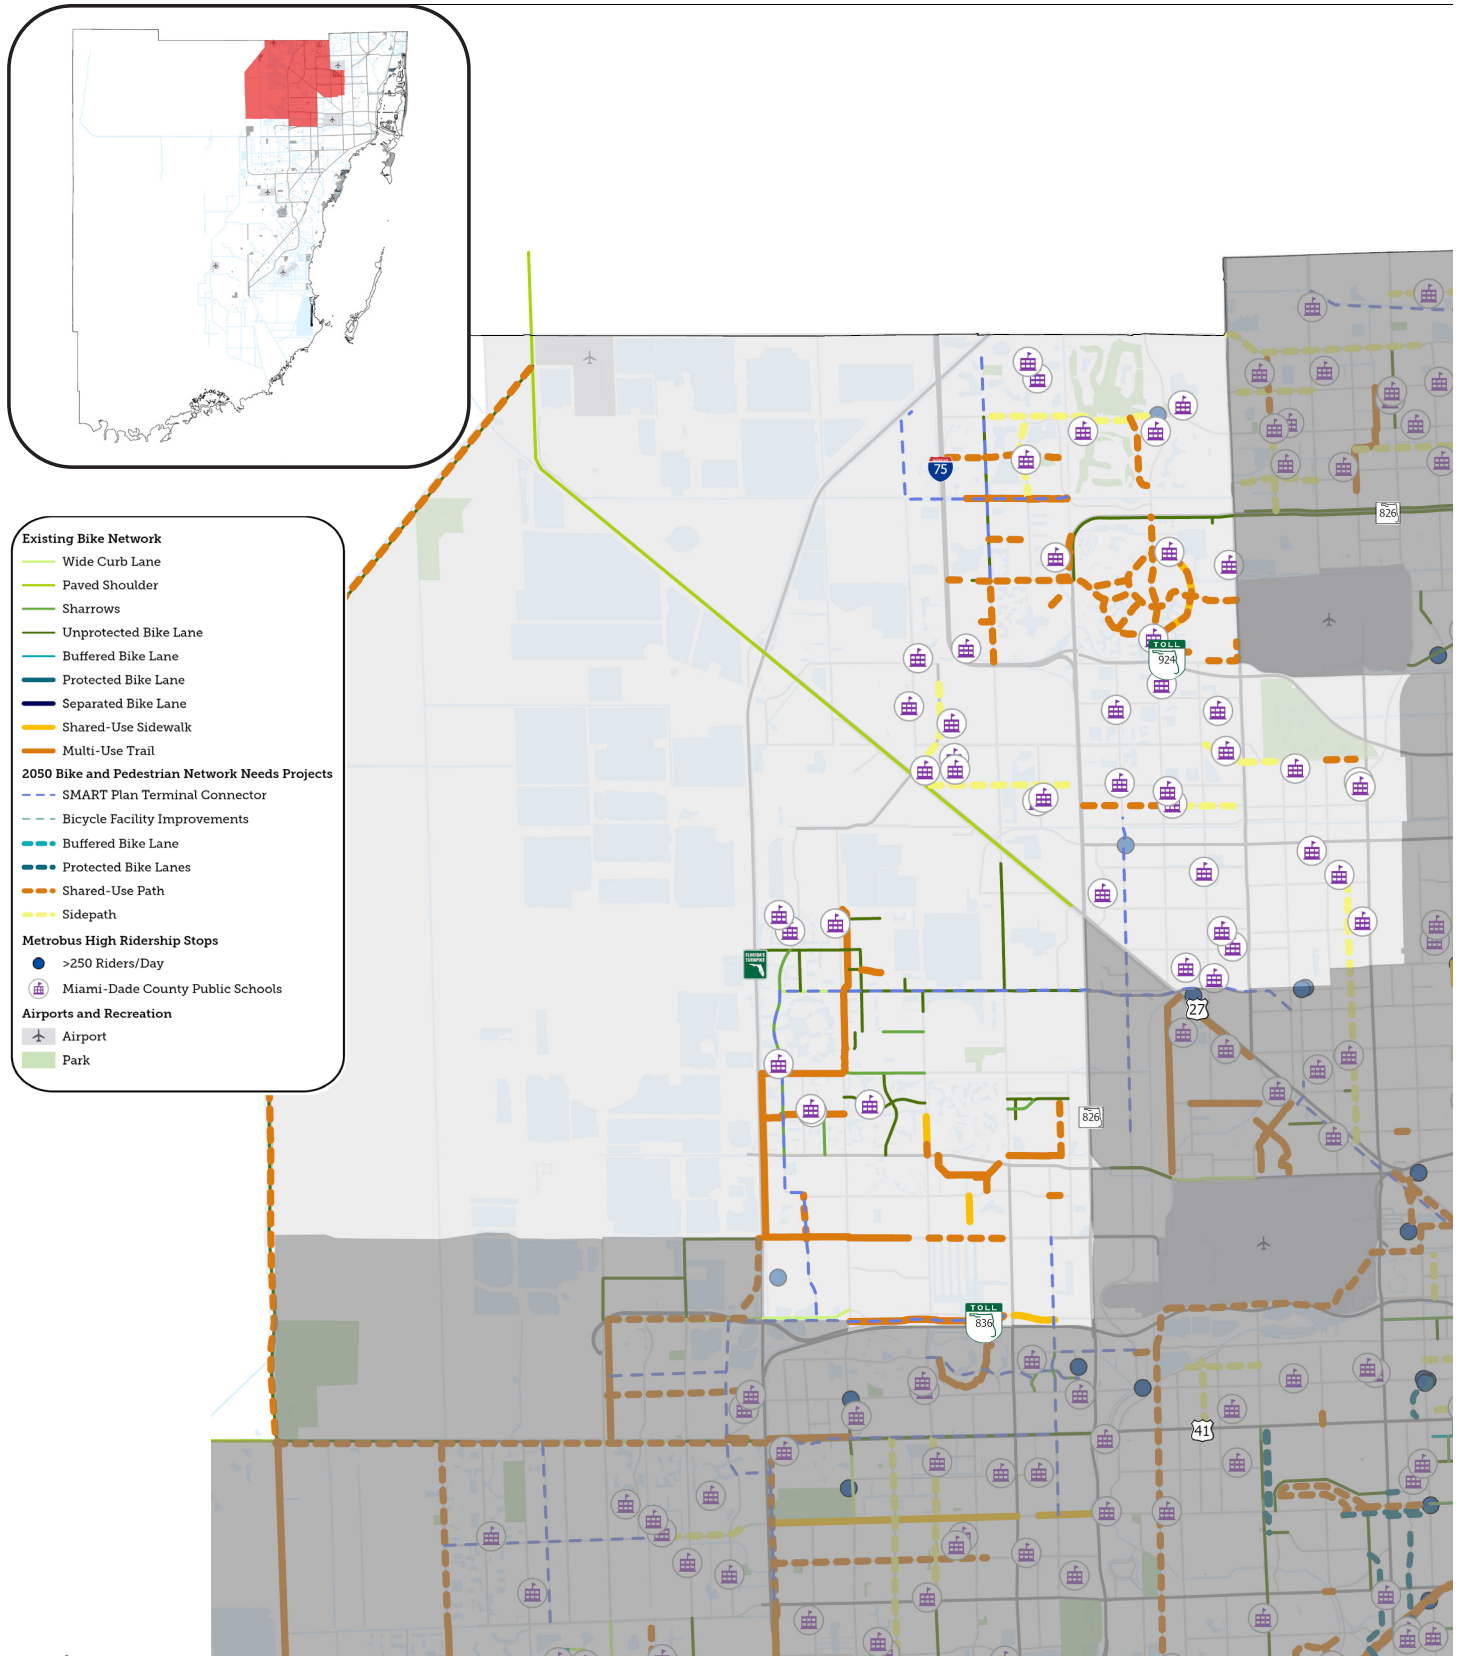 Existing Bike Network
Wide Curb Lane
Paved Shoulder
Sharrows
Unprotected Bike Lane
Buffered Bike Lane
Protected Bike Lane
Separated Bike Lane
Shared-Use Sidewalk
Multi-Use Trail
2050 Bike and Pedestrian Network Needs Projects
SMART Plan Terminal Connector
Bicycle Facility Improvements
Buffered Bike Lane
Protected Bike Lanes
Shared-Use Path
Sidepath
Metrobus High Ridership Stops
>250 Riders/Day
Miami-Dade County Public Schools
Airports and Recreation
Airport
Park
75
826
TOLL
924
FLORIDA'S
TURNPIKE
27
826
TOLL
836
41